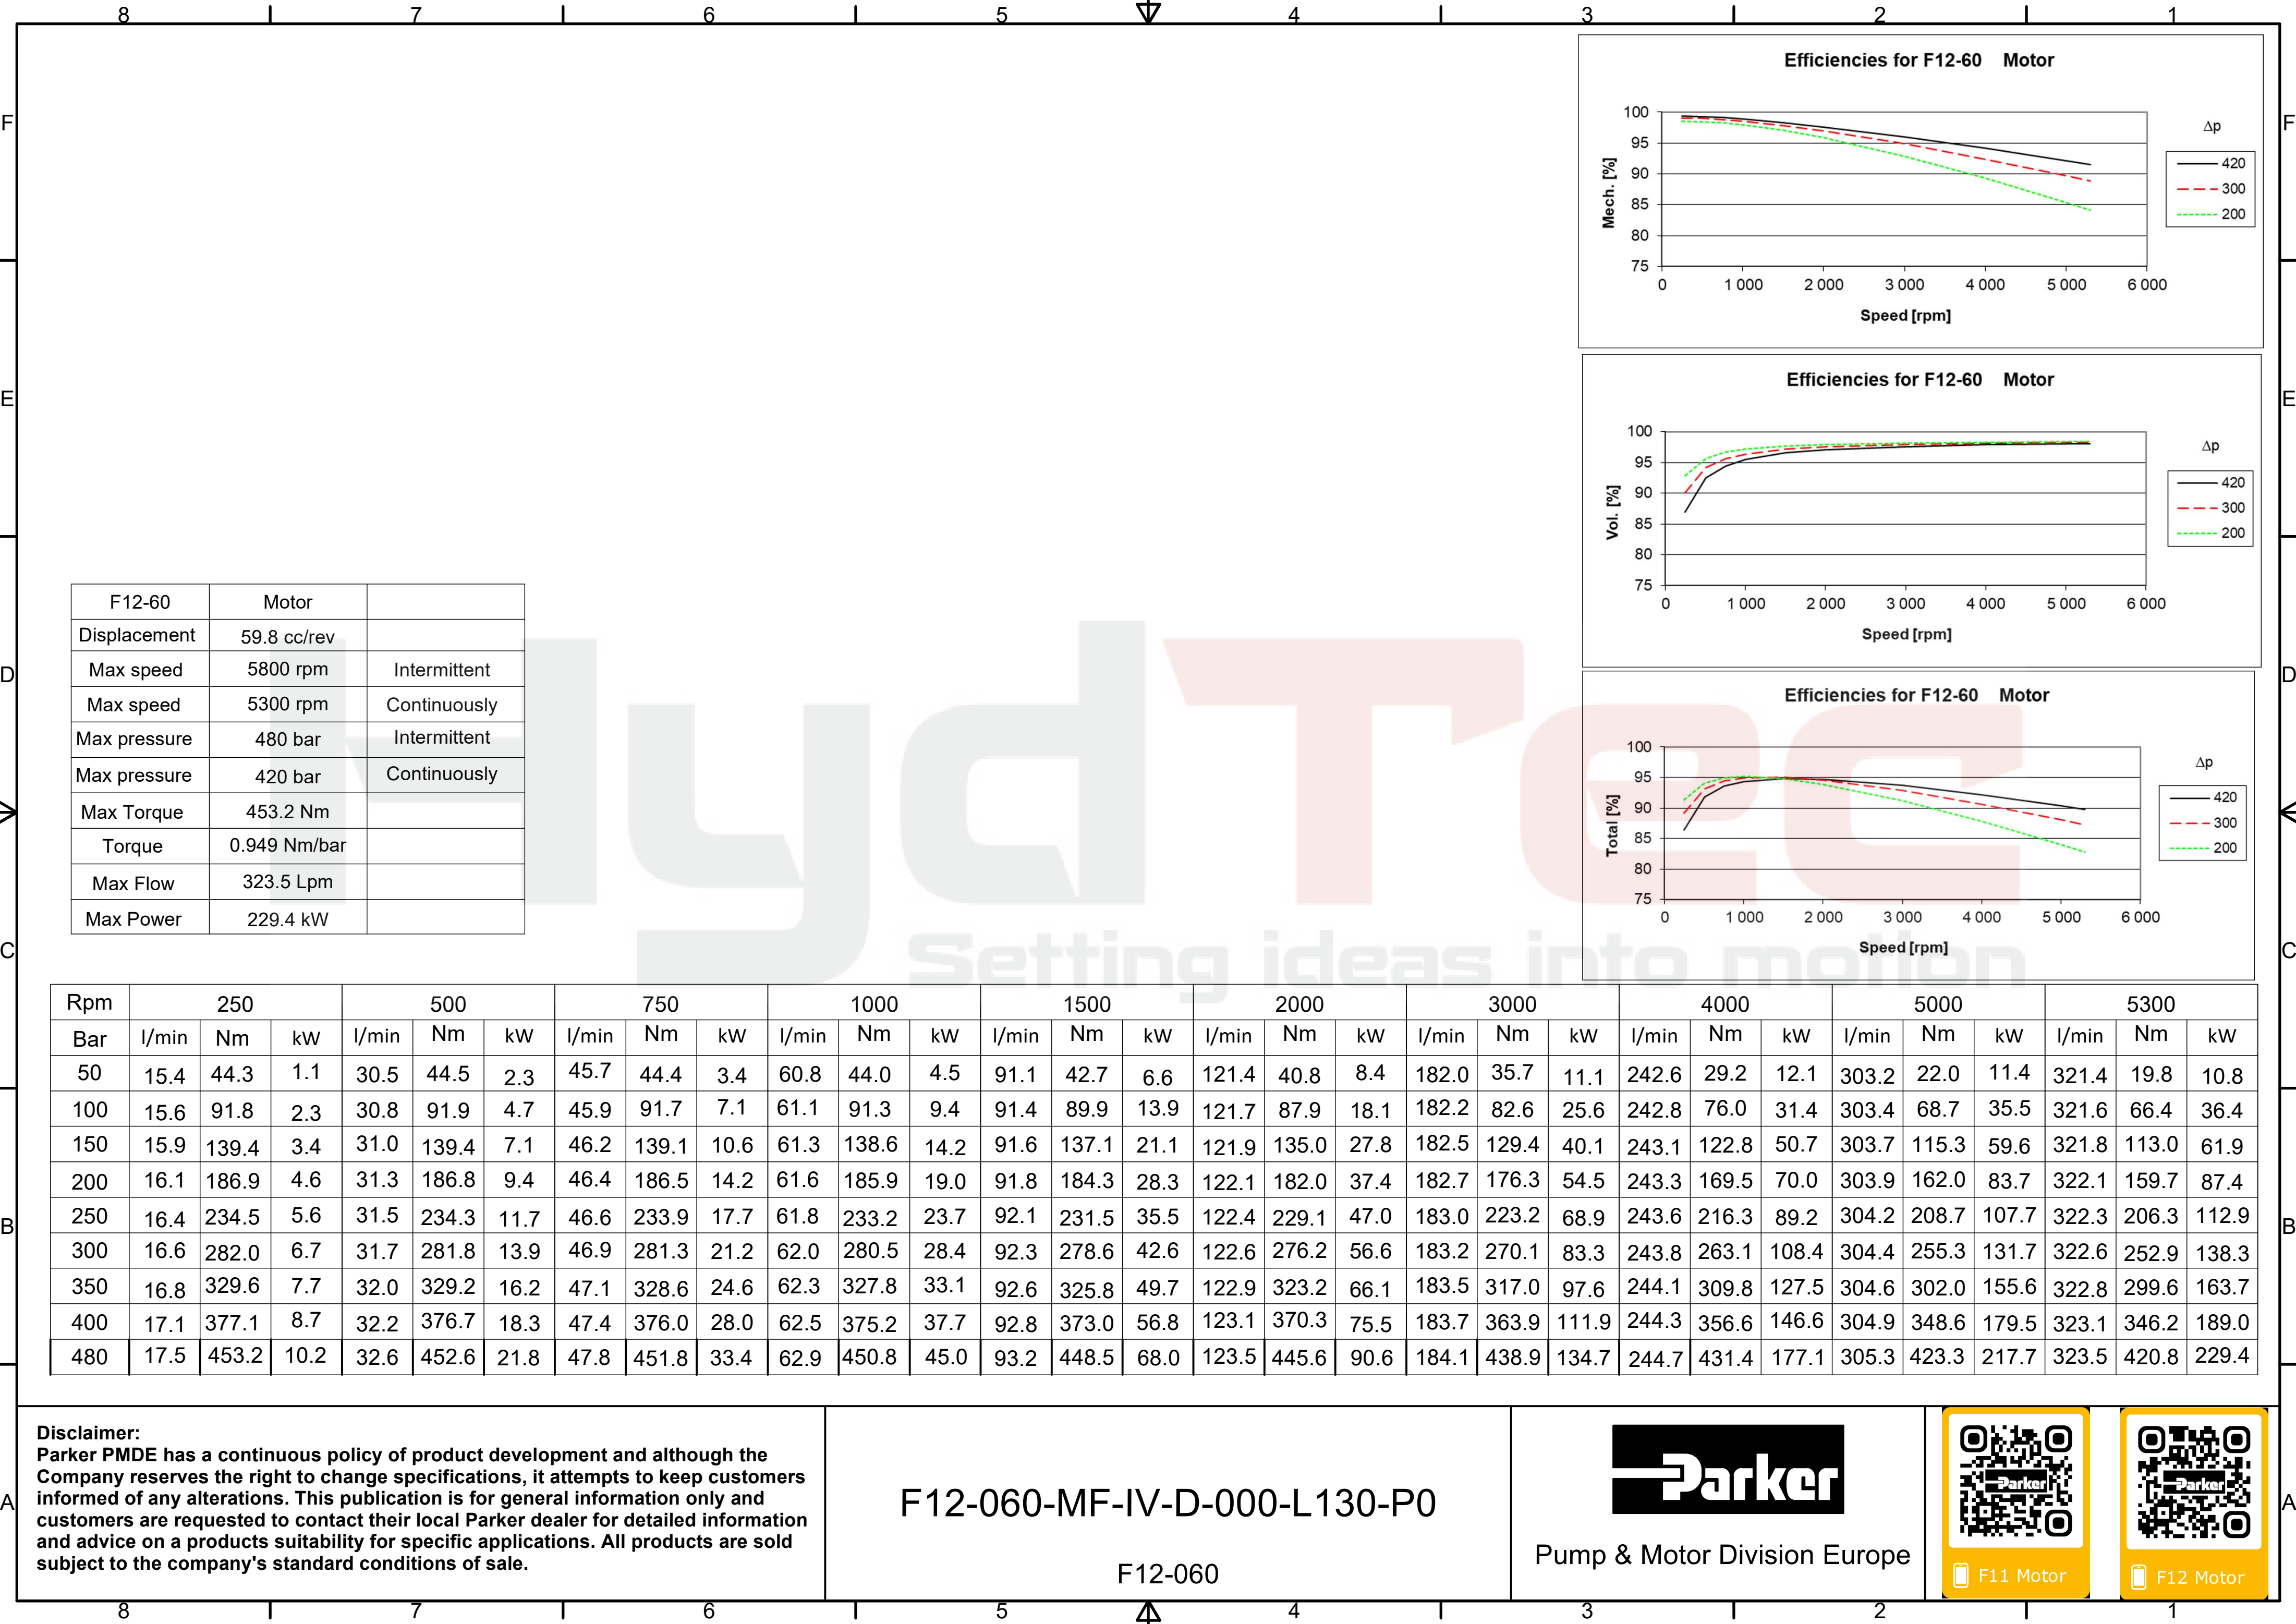 8 7 6 5 4 3 2 1
F
E
D
C
B
A
F
E
D
C
B
A
Efficiencies for F12-60 Motor
Mech. [%]
100
95
90
85
80
75
0 1 000 2 000 3 000 4 000 5 000 6 000
Speed [rpm]
Δp
420
300
200
Efficiencies for F12-60 Motor
Vol. [%]
100
95
90
85
80
75
0 1 000 2 000 3 000 4 000 5 000 6 000
Speed [rpm]
Δp
420
300
200
Efficiencies for F12-60 Motor
Total [%]
100
95
90
85
80
75
0 1 000 2 000 3 000 4 000 5 000 6 000
Speed [rpm]
Δp
420
300
200
HydTec
Setting ideas into motion
F12-60 Motor
Displacement 59.8 cc/rev
Max speed 5800 rpm Intermittent
Max speed 5300 rpm Continuously
Max pressure 480 bar Intermittent
Max pressure 420 bar Continuously
Max Torque 453.2 Nm
Torque 0.949 Nm/bar
Max Flow 323.5 Lpm
Max Power 229.4 kW
Rpm 250 500 750 1000 1500 2000 3000 4000 5000 5300
Bar l/min Nm kW l/min Nm kW l/min Nm kW l/min Nm kW l/min Nm kW l/min Nm kW l/min Nm kW l/min Nm kW l/min Nm kW l/min Nm kW
50 15.4 44.3 1.1 30.5 44.5 2.3 45.7 44.4 3.4 60.8 44.0 4.5 91.1 42.7 6.6 121.4 40.8 8.4 182.0 35.7 11.1 242.6 29.2 12.1 303.2 22.0 11.4 321.4 19.8 10.8
100 15.6 91.8 2.3 30.8 91.9 4.7 45.9 91.7 7.1 61.1 91.3 9.4 91.4 89.9 13.9 121.7 87.9 18.1 182.2 82.6 25.6 242.8 76.0 31.4 303.4 68.7 35.5 321.6 66.4 36.4
150 15.9 139.4 3.4 31.0 139.4 7.1 46.2 139.1 10.6 61.3 138.6 14.2 91.6 137.1 21.1 121.9 135.0 27.8 182.5 129.4 40.1 243.1 122.8 50.7 303.7 115.3 59.6 321.8 113.0 61.9
200 16.1 186.9 4.6 31.3 186.8 9.4 46.4 186.5 14.2 61.6 185.9 19.0 91.8 184.3 28.3 122.1 182.0 37.4 182.7 176.3 54.5 243.3 169.5 70.0 303.9 162.0 83.7 322.1 159.7 87.4
250 16.4 234.5 5.6 31.5 234.3 11.7 46.6 233.9 17.7 61.8 233.2 23.7 92.1 231.5 35.5 122.4 229.1 47.0 183.0 223.2 68.9 243.6 216.3 89.2 304.2 208.7 107.7 322.3 206.3 112.9
300 16.6 282.0 6.7 31.7 281.8 13.9 46.9 281.3 21.2 62.0 280.5 28.4 92.3 278.6 42.6 122.6 276.2 56.6 183.2 270.1 83.3 243.8 263.1 108.4 304.4 255.3 131.7 322.6 252.9 138.3
350 16.8 329.6 7.7 32.0 329.2 16.2 47.1 328.6 24.6 62.3 327.8 33.1 92.6 325.8 49.7 122.9 323.2 66.1 183.5 317.0 97.6 244.1 309.8 127.5 304.6 302.0 155.6 322.8 299.6 163.7
400 17.1 377.1 8.7 32.2 376.7 18.3 47.4 376.0 28.0 62.5 375.2 37.7 92.8 373.0 56.8 123.1 370.3 75.5 183.7 363.9 111.9 244.3 356.6 146.6 304.9 348.6 179.5 323.1 346.2 189.0
480 17.5 453.2 10.2 32.6 452.6 21.8 47.8 451.8 33.4 62.9 450.8 45.0 93.2 448.5 68.0 123.5 445.6 90.6 184.1 438.9 134.7 244.7 431.4 177.1 305.3 423.3 217.7 323.5 420.8 229.4
Disclaimer:
Parker PMDE has a continuous policy of product development and although the
Company reserves the right to change specifications, it attempts to keep customers
informed of any alterations. This publication is for general information only and
customers are requested to contact their local Parker dealer for detailed information
and advice on a products suitability for specific applications. All products are sold
subject to the company's standard conditions of sale.
F12-060-MF-IV-D-000-L130-P0
F12-060
Parker
Pump & Motor Division Europe
Parker
F11 Motor
Parker
F12 Motor
8 7 6 5 4 3 2 1